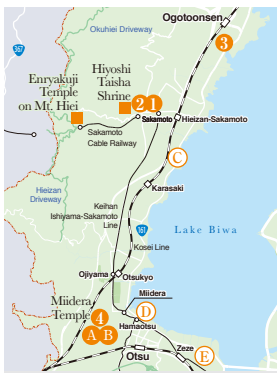 Ogotoonsen
Okuhiei Driveway
367
3
Enryakuji
Temple
on Mt. Hiei
Hiyoshi
Taisha
Shrine
2 1
Sakamoto
Hieizan-Sakamoto
Sakamoto
Cable Railway
C
Hieizan
Driveway
Karasaki
Keihan
Ishiyama-Sakamoto
Line
161
Kosei Line
Lake Biwa
Ojiyama
Otsukyo
Miidera
Temple
Miidera
4
D
A B
Hamaotsu
Zeze
Otsu
E